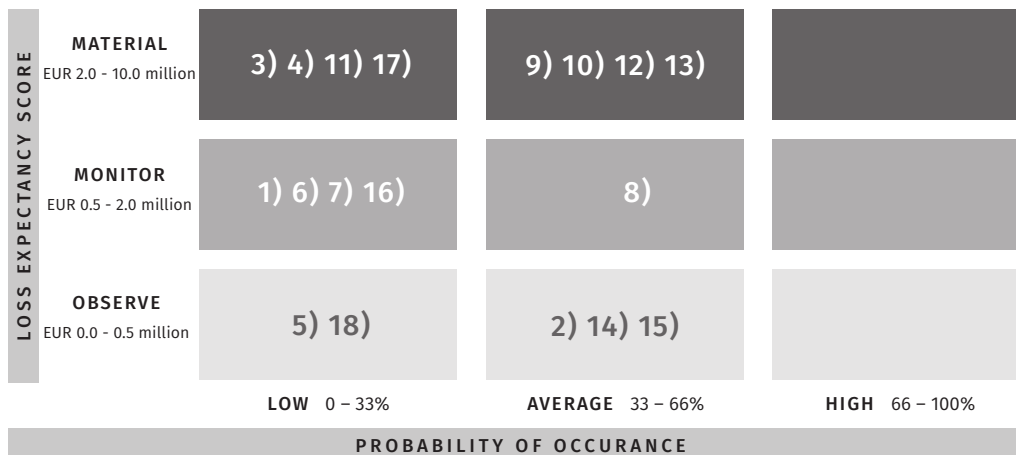 LOSS EXPECTANCY SCORE
MATERIAL
EUR 2.0 - 10.0 million
3) 4) 11) 17)
9) 10) 12) 13)
MONITOR
EUR 0.5 - 2.0 million
1) 6) 7) 16)
8)
OBSERVE
EUR 0.0 - 0.5 million
5) 18)
2) 14) 15)
LOW 0 – 33%
AVERAGE 33 – 66%
HIGH 66 – 100%
PROBABILITY OF OCCURANCE